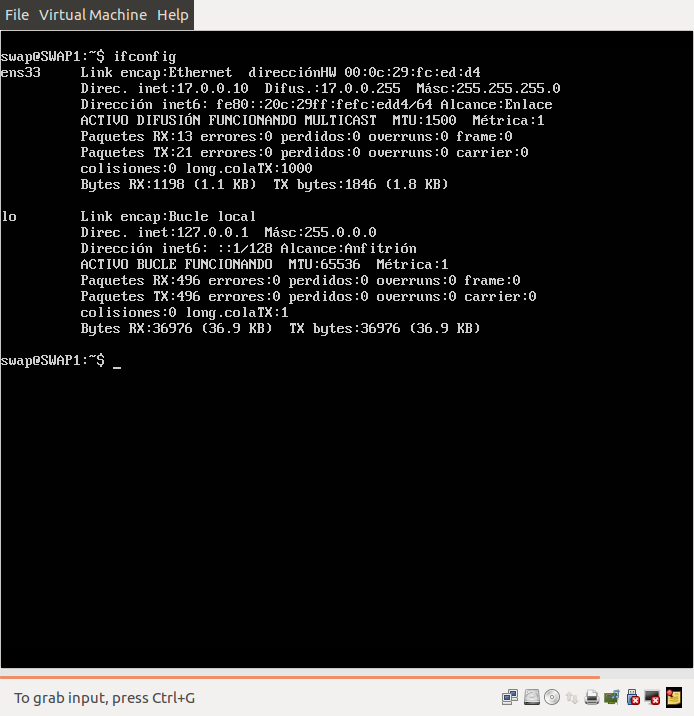 File Virtual Machine Help
swap@SWAP1:~$ ifconfig
ens33 Link encap:Ethernet direcciónHW 00:0c:29:fc:ed:d4
Direc. inet:17.0.0.10 Difus.:17.0.0.255 Másc:255.255.255.0
Dirección inet6: fe80::20c:29ff:fefc:edd4/64 Alcance:Enlace
ACTIVO DIFUSIÓN FUNCIONANDO MULTICAST MTU:1500 Métrica:1
Paquetes RX:13 errores:0 perdidos:0 overruns:0 frame:0
Paquetes TX:21 errores:0 perdidos:0 overruns:0 carrier:0
colisiones:0 long.colaTX:1000
Bytes RX:1198 (1.1 KB) TX bytes:1846 (1.8 KB)
lo Link encap:Bucle local
Direc. inet:127.0.0.1 Másc:255.0.0.0
Dirección inet6: ::1/128 Alcance:Anfitrión
ACTIVO BUCLE FUNCIONANDO MTU:65536 Métrica:1
Paquetes RX:496 errores:0 perdidos:0 overruns:0 frame:0
Paquetes TX:496 errores:0 perdidos:0 overruns:0 carrier:0
colisiones:0 long.colaTX:1
Bytes RX:36976 (36.9 KB) TX bytes:36976 (36.9 KB)
swap@SWAP1:~$ _
To grab input, press Ctrl+G